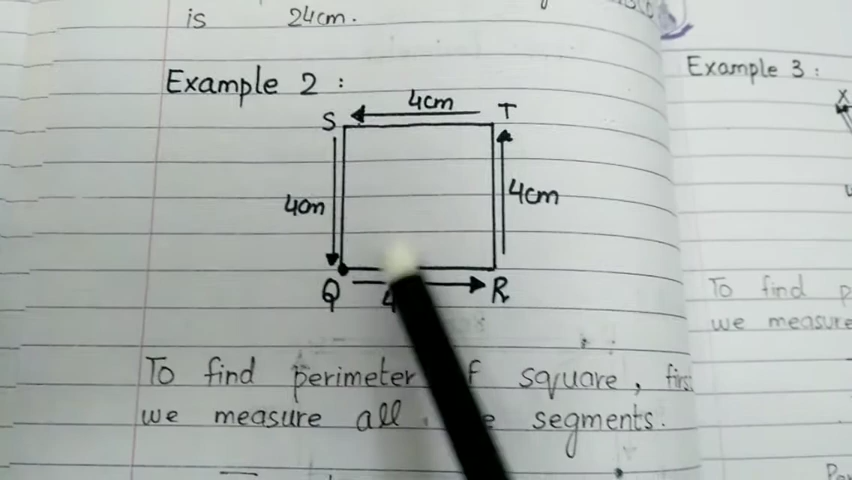 is 24cm.
Example 2 :
4cm
S T
4cm
4cm
Q R
To find perimeter square, firs
we measure all segments.
Example 3 :
X
To find p
we measure